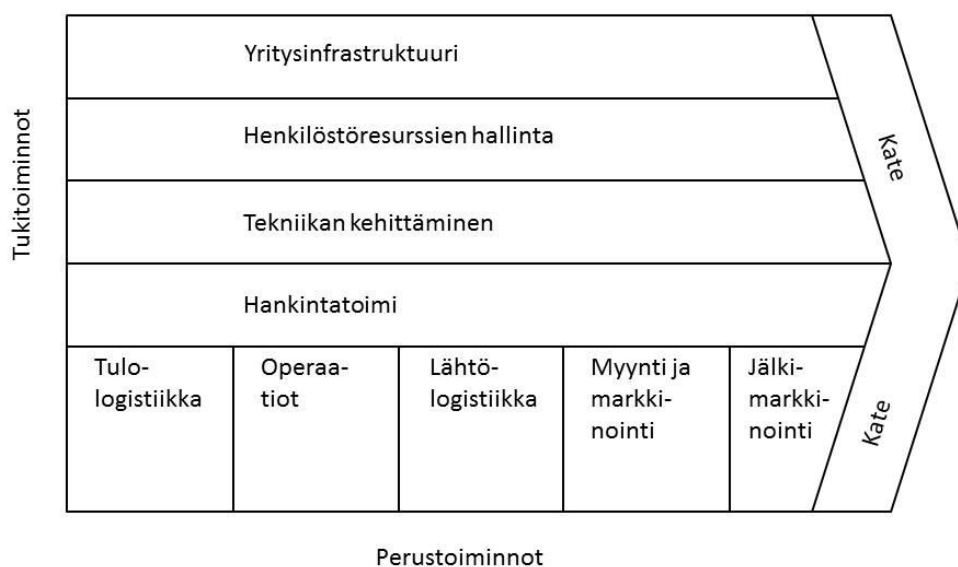 Tukitoiminnot
Yritysinfrastruktuuri
Henkilöstöresurssien hallinta
Tekniikan kehittäminen
Hankintatoimi
Kate
Tulo-
logistiikka
Operaa-
tiot
Lähtö-
logistiikka
Myynti ja
markki-
nointi
Jälki-
markki-
nointi
Kate
Perustoiminnot